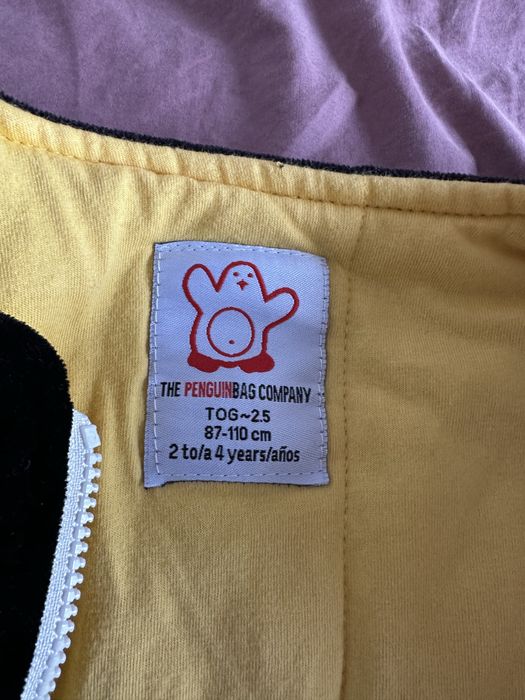 THE PENGUINBAG COMPANY
TOG~2.5
87-110 cm
2 to/a 4 years/años